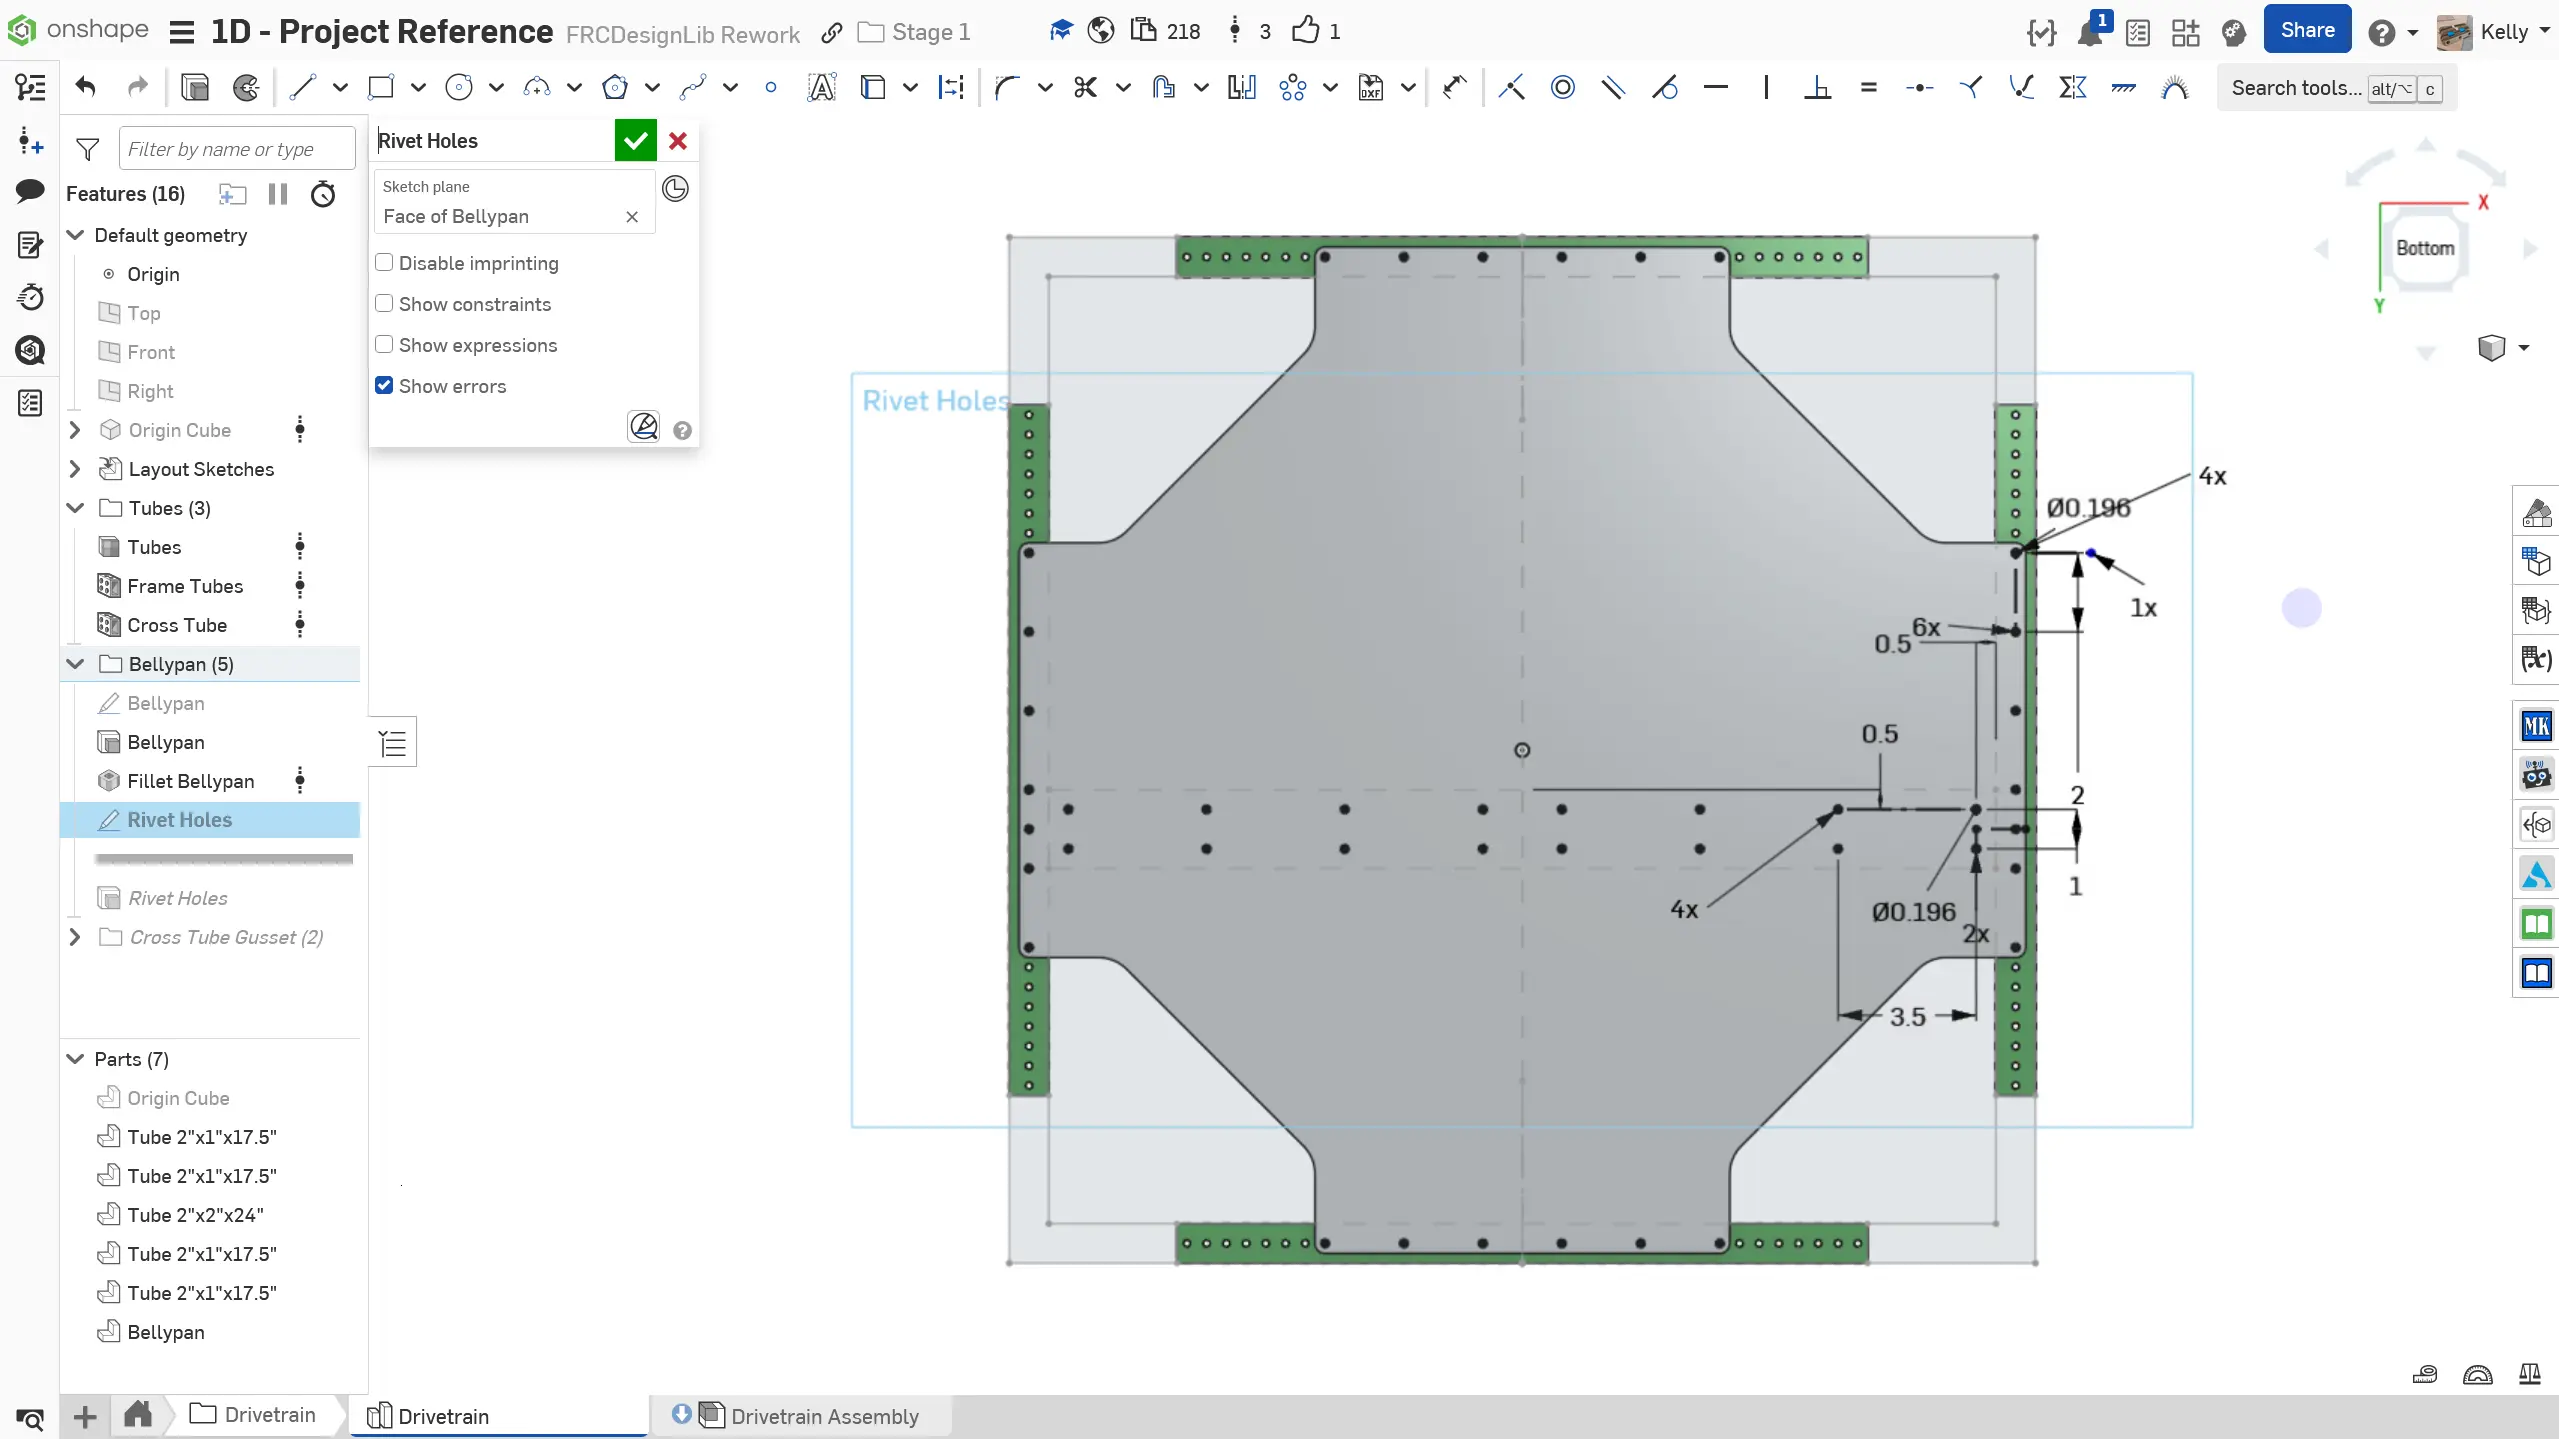 onshape 1D - Project Reference FRCDesignLib Rework Stage 1 218 3 1 1 Share Kelly
Search tools... alt/⌥ c
Filter by name or type
Features (16)
Default geometry
Origin
Top
Front
Right
Origin Cube
Layout Sketches
Tubes (3)
Tubes
Frame Tubes
Cross Tube
Bellypan (5)
Bellypan
Bellypan
Fillet Bellypan
Rivet Holes
Rivet Holes
Cross Tube Gusset (2)
Parts (7)
Origin Cube
Tube 2"x1"x17.5"
Tube 2"x1"x17.5"
Tube 2"x2"x24"
Tube 2"x1"x17.5"
Tube 2"x1"x17.5"
Bellypan
Rivet Holes
Sketch plane
Face of Bellypan
Disable imprinting
Show constraints
Show expressions
Show errors
Rivet Holes
4x
Ø0.196
1x
6x
0.5
0.5
2
1
4x
Ø0.196
2x
3.5
X
Bottom
Y
DXF
MK
(x)
Drivetrain
Drivetrain
Drivetrain Assembly